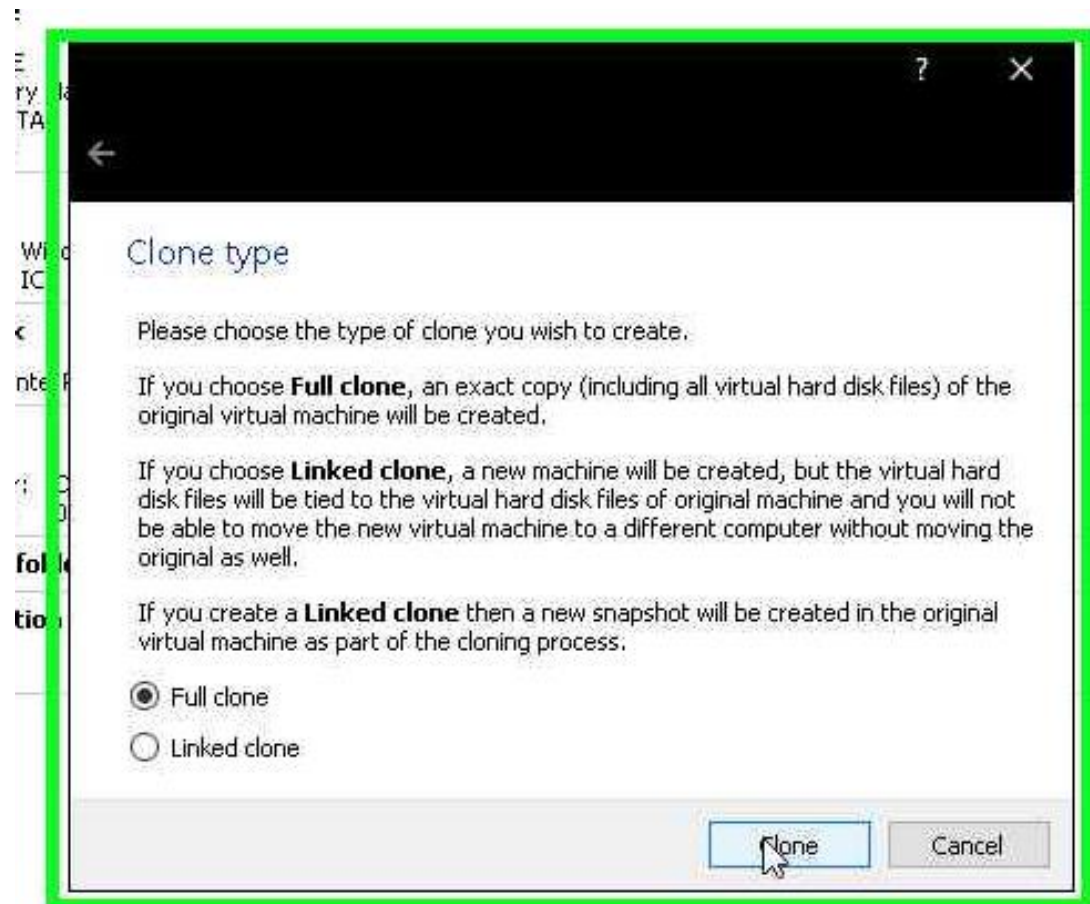 ?
Clone type
Please choose the type of clone you wish to create.
If you choose Full clone, an exact copy (including all virtual hard disk files) of the
original virtual machine will be created.
If you choose Linked clone, a new machine will be created, but the virtual hard
disk files will be tied to the virtual hard disk files of original machine and you will not
be able to move the new virtual machine to a different computer without moving the
original as well.
If you create a Linked clone then a new snapshot will be created in the original
virtual machine as part of the cloning process.
Full clone
Linked clone
Clone
Cancel